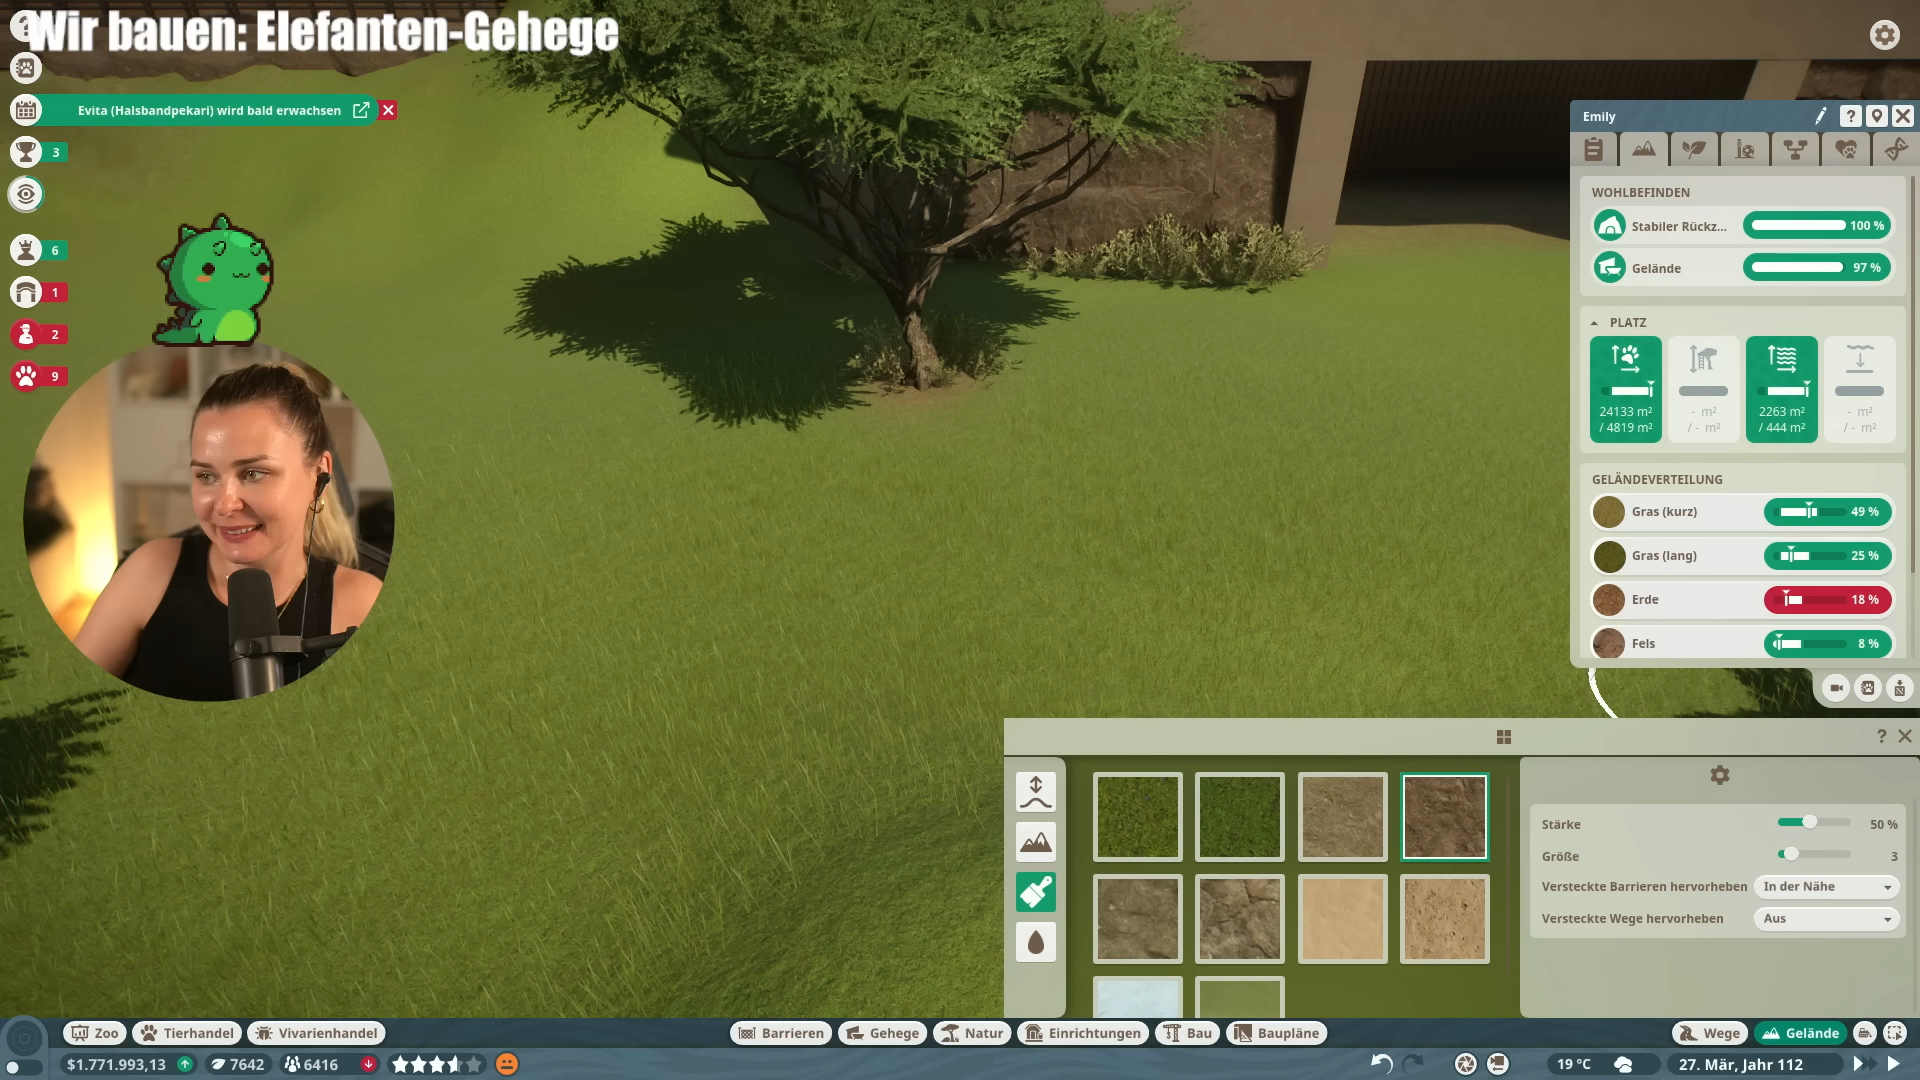 Wir bauen: Elefanten-Gehege
?
Evita (Halsbandpekari) wird bald erwachsen
3
6
1
2
9
Emily
?
WOHLBEFINDEN
Stabiler Rückz... 100 %
Gelände 97 %
PLATZ
24133 m² / 4819 m²
- m² / - m²
2263 m² / 444 m²
- m² / - m²
GELÄNDEVERTEILUNG
Gras (kurz) 49 %
Gras (lang) 25 %
Erde 18 %
Fels 8 %
?
Stärke 50 %
Größe 3
Versteckte Barrieren hervorheben In der Nähe
Versteckte Wege hervorheben Aus
Zoo Tierhandel Vivarienhandel Barrieren Gehege Natur Einrichtungen Bau Baupläne Wege Gelände
$1.771.993,13 7642 6416 19 °C 27. Mär, Jahr 112